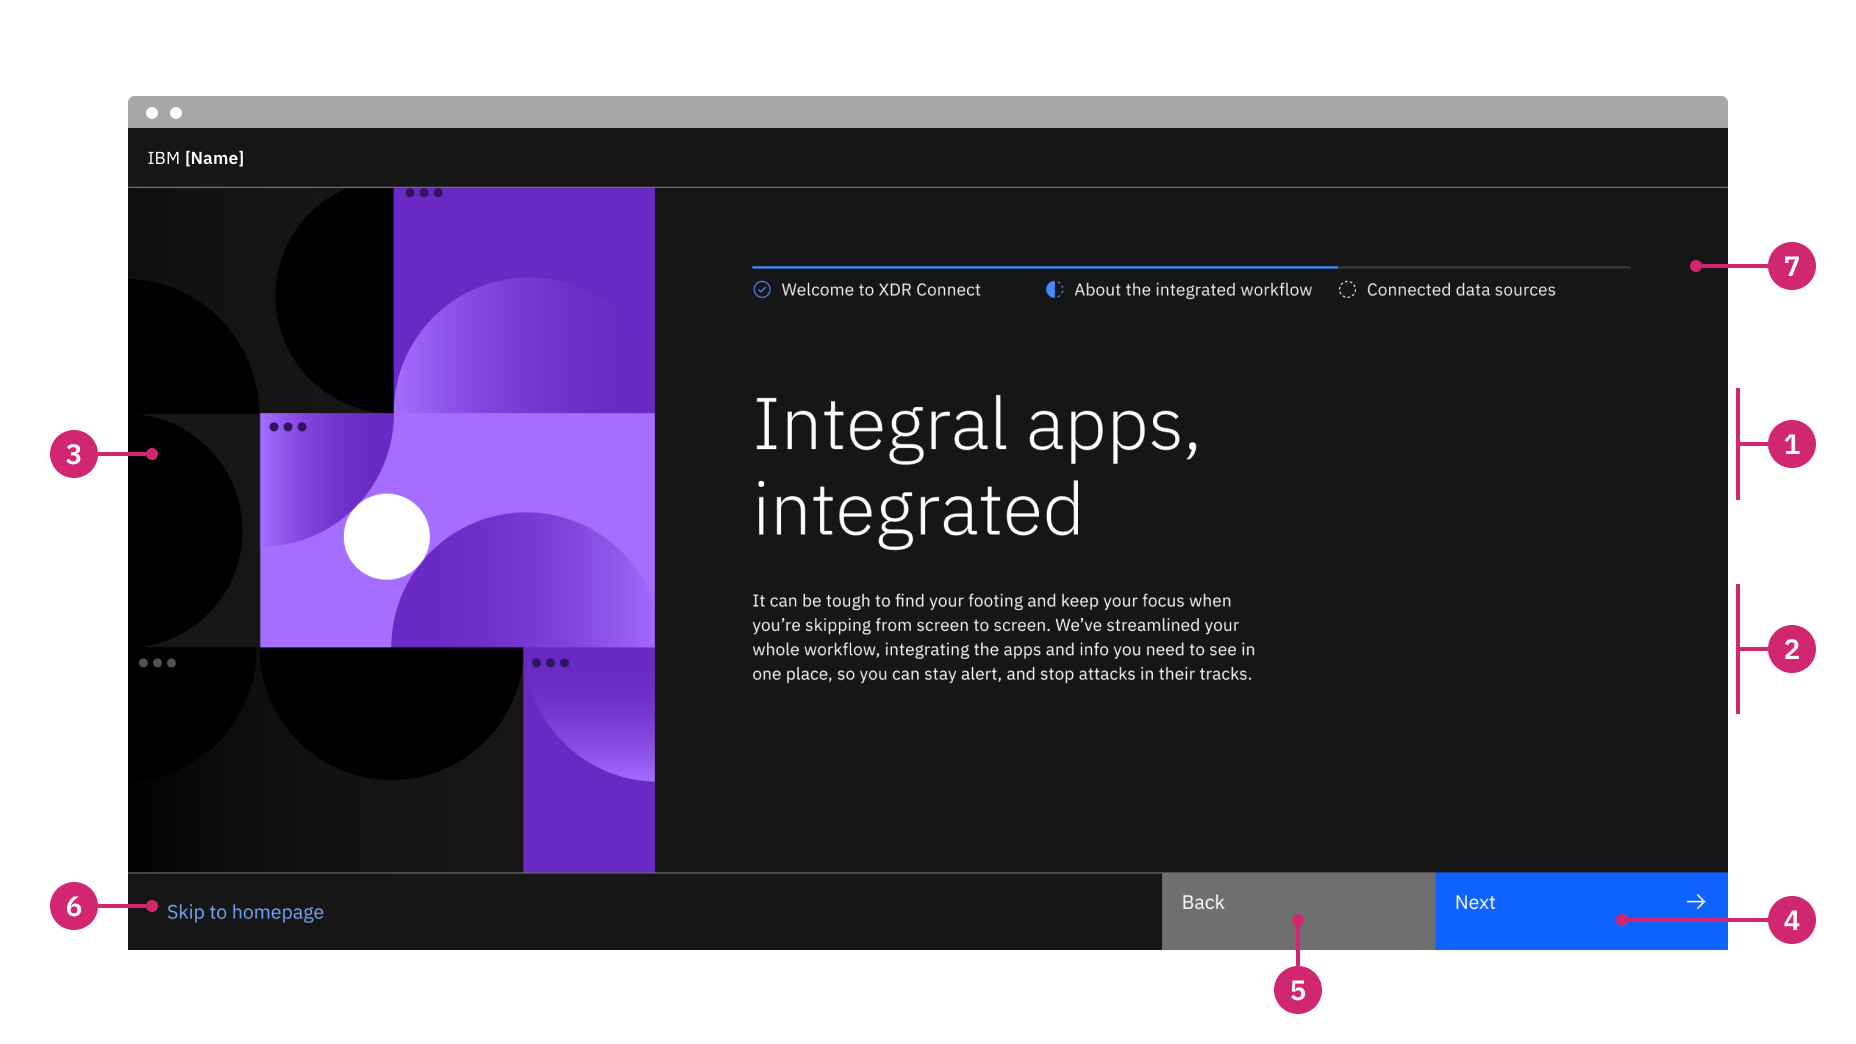 IBM [Name]
Welcome to XDR Connect
About the integrated workflow
Connected data sources
7
Integral apps,
integrated
1
3
It can be tough to find your footing and keep your focus when
you’re skipping from screen to screen. We’ve streamlined your
whole workflow, integrating the apps and info you need to see in
one place, so you can stay alert, and stop attacks in their tracks.
2
6
Skip to homepage
Back
Next
4
5